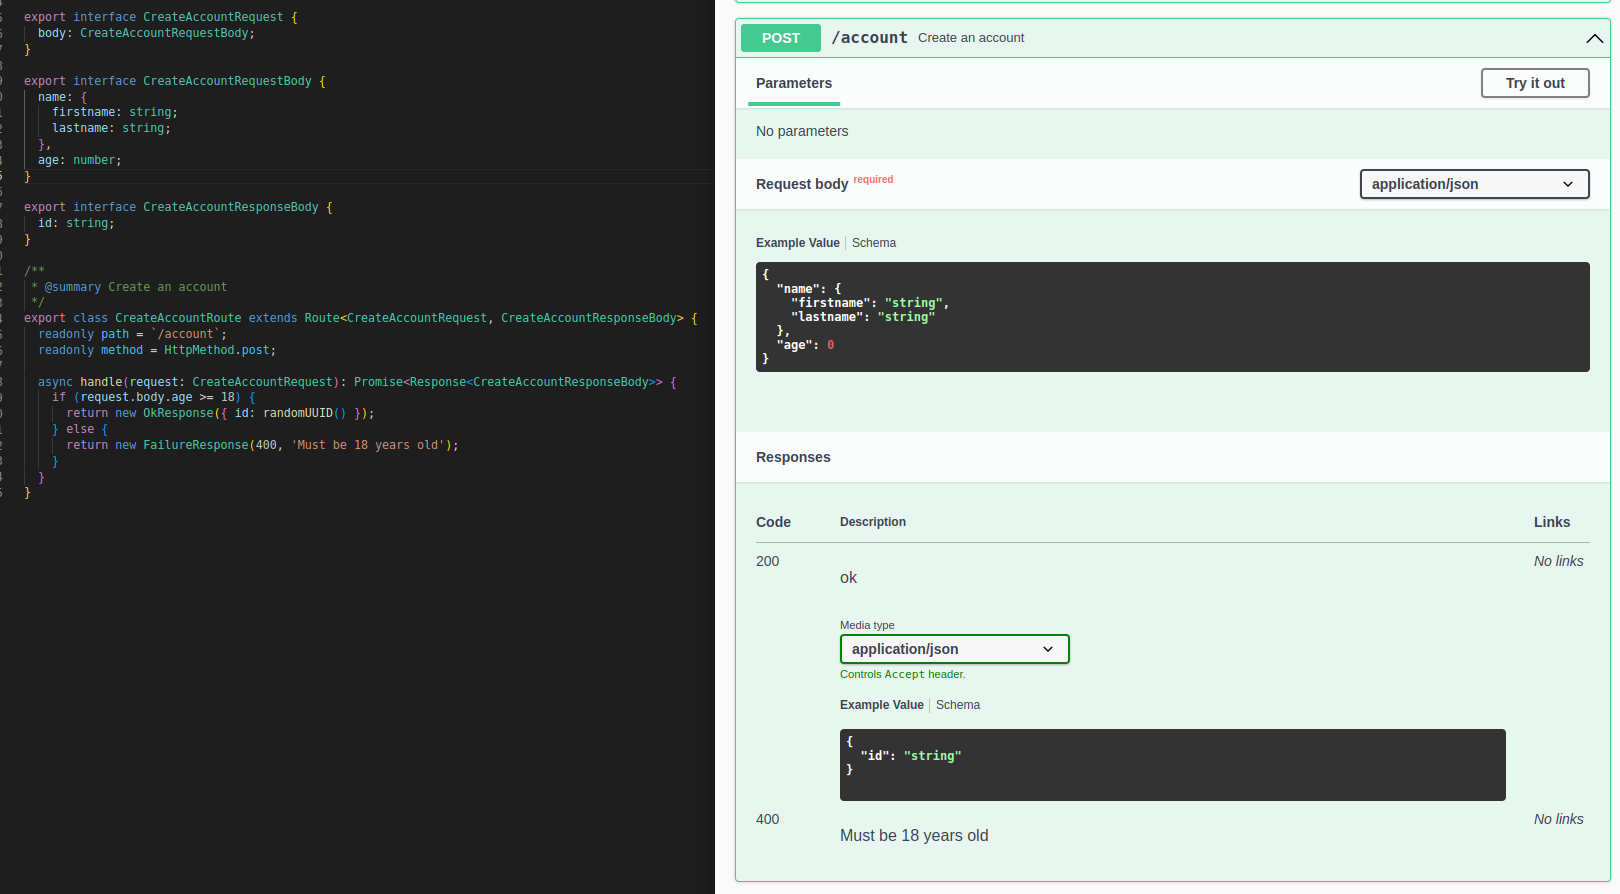 export interface CreateAccountRequest {
  body: CreateAccountRequestBody;
}

export interface CreateAccountRequestBody {
  name: {
    firstname: string;
    lastname: string;
  },
  age: number;
}

export interface CreateAccountResponseBody {
  id: string;
}

/**
 * @summary Create an account
 */
export class CreateAccountRoute extends Route<CreateAccountRequest, CreateAccountResponseBody> {
  readonly path = `/account`;
  readonly method = HttpMethod.post;

  async handle(request: CreateAccountRequest): Promise<Response<CreateAccountResponseBody>> {
    if (request.body.age >= 18) {
      return new OkResponse({ id: randomUUID() });
    } else {
      return new FailureResponse(400, 'Must be 18 years old');
    }
  }
}
POST /account Create an account
Parameters
Try it out
No parameters
Request body required
application/json
Example Value | Schema
{
  "name": {
    "firstname": "string",
    "lastname": "string"
  },
  "age": 0
}
Responses
Code Description Links
200 No links
ok
Media type
application/json
Controls Accept header.
Example Value | Schema
{
  "id": "string"
}
400 No links
Must be 18 years old